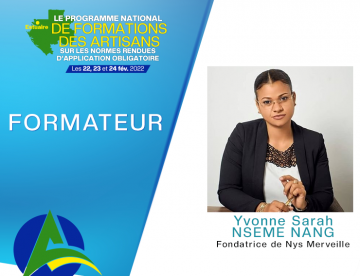 LE PROGRAMME NATIONAL
DE FORMATIONS
DES ARTISANS
SUR LES NORMES RENDUES
D'APPLICATION OBLIGATOIRE
Les 22, 23 et 24 fév. 2022
FORMATEUR
Yvonne Sarah
NSEME NANG
Fondatrice de Nys Merveille